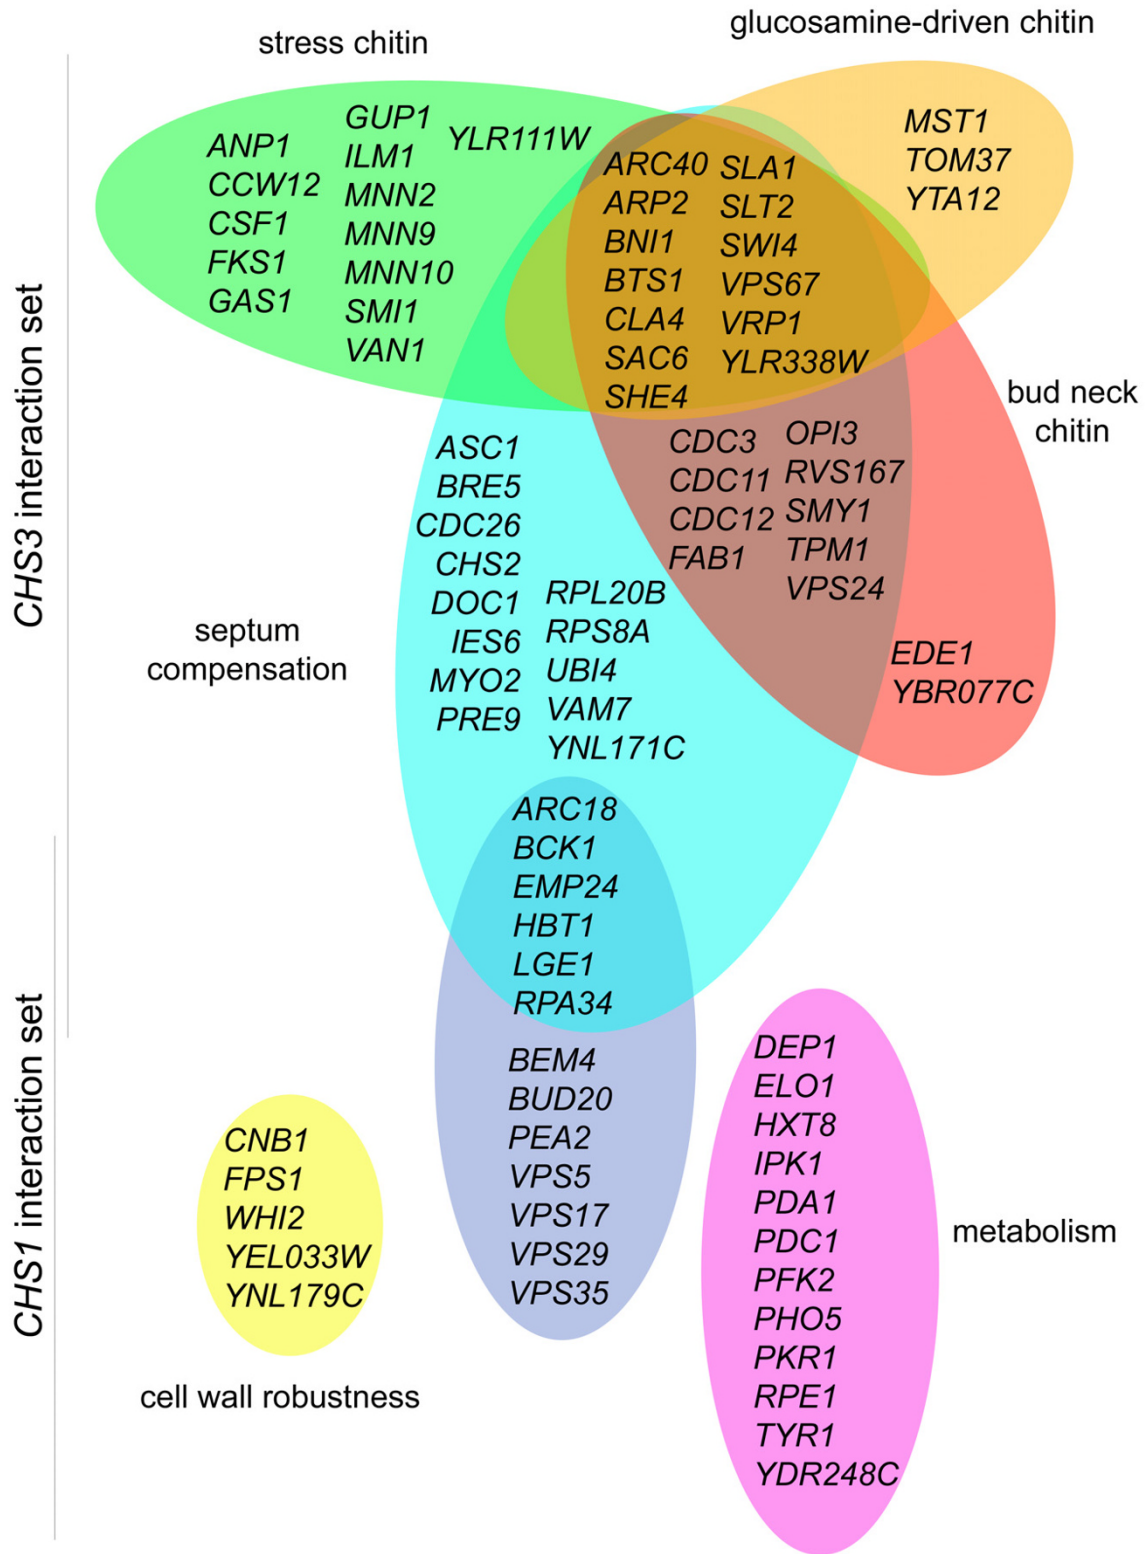 stress chitin
glucosamine-driven chitin
CHS3 interaction set
ANP1
CCW12
CSF1
FKS1
GAS1
GUP1
ILM1
MNN2
MNN9
MNN10
SMI1
VAN1
YLR111W
ARC40
ARP2
BNI1
BTS1
CLA4
SAC6
SHE4
SLA1
SLT2
SWI4
VPS67
VRP1
YLR338W
MST1
TOM37
YTA12
bud neck
chitin
ASC1
BRE5
CDC26
CHS2
DOC1
IES6
MYO2
PRE9
RPL20B
RPS8A
UBI4
VAM7
YNL171C
CDC3
CDC11
CDC12
FAB1
OPI3
RVS167
SMY1
TPM1
VPS24
EDE1
YBR077C
septum
compensation
ARC18
BCK1
EMP24
HBT1
LGE1
RPA34
CHS1 interaction set
BEM4
BUD20
PEA2
VPS5
VPS17
VPS29
VPS35
CNB1
FPS1
WHI2
YEL033W
YNL179C
cell wall robustness
DEP1
ELO1
HXT8
IPK1
PDA1
PDC1
PFK2
PHO5
PKR1
RPE1
TYR1
YDR248C
metabolism